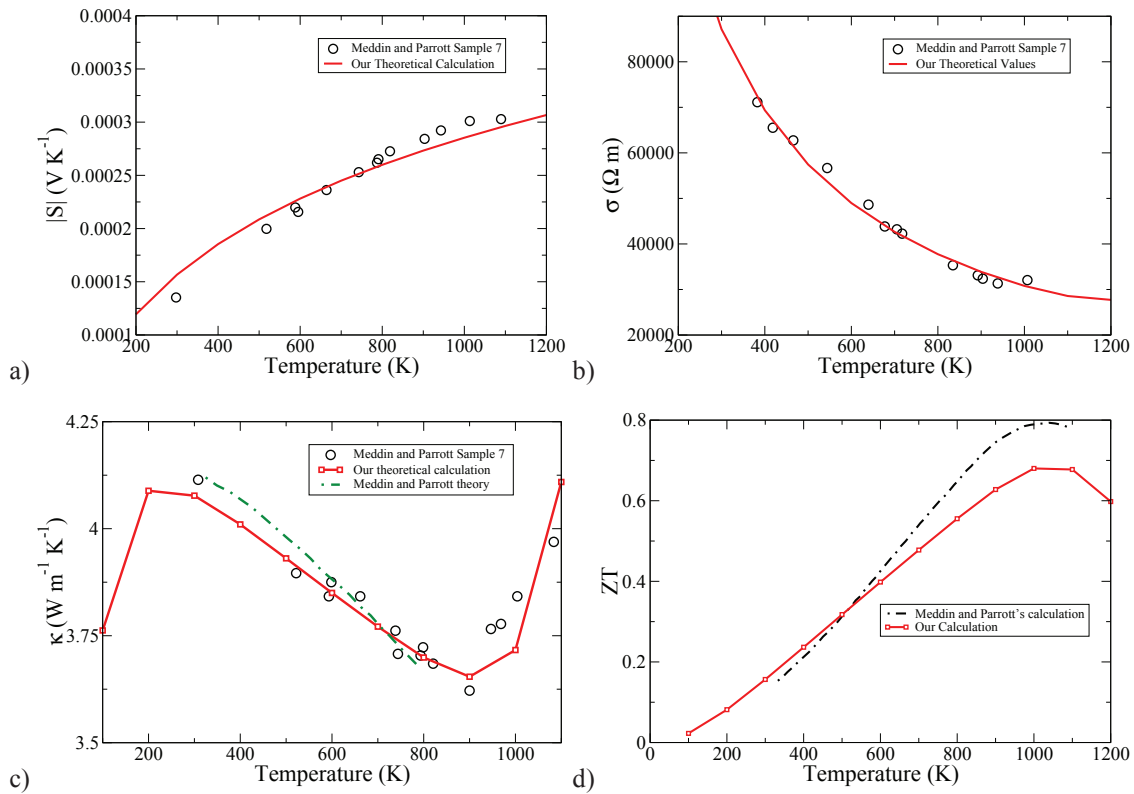 0.0004
0.00035
0.0003
0.00025
0.0002
0.00015
0.0001
|S| (V K⁻¹)
Meddin and Parrott Sample 7
Our Theoretical Calculation
200 400 600 800 1000 1200
Temperature (K)
a)
80000
60000
40000
20000
σ (Ω m)
Meddin and Parrott Sample 7
Our Theoretical Values
200 400 600 800 1000 1200
Temperature (K)
b)
4.25
4
3.75
3.5
κ (W m⁻¹ K⁻¹)
Meddin and Parrott Sample 7
Our theoretical calculation
Meddin and Parrott theory
200 400 600 800 1000
Temperature (K)
c)
0.8
0.6
0.4
0.2
0
ZT
Meddin and Parrott's calculation
Our Calculation
0 200 400 600 800 1000 1200
Temperature (K)
d)